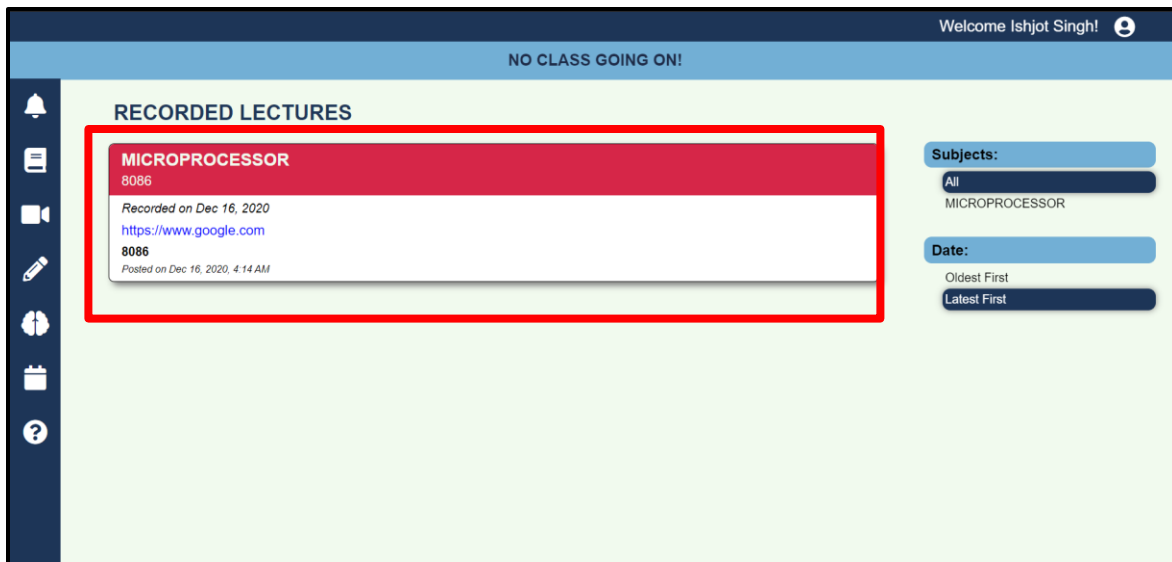 Welcome Ishjot Singh!
NO CLASS GOING ON!
RECORDED LECTURES
MICROPROCESSOR
8086
Recorded on Dec 16, 2020
https://www.google.com
8086
Posted on Dec 16, 2020, 4:14 AM
Subjects:
All
MICROPROCESSOR
Date:
Oldest First
Latest First